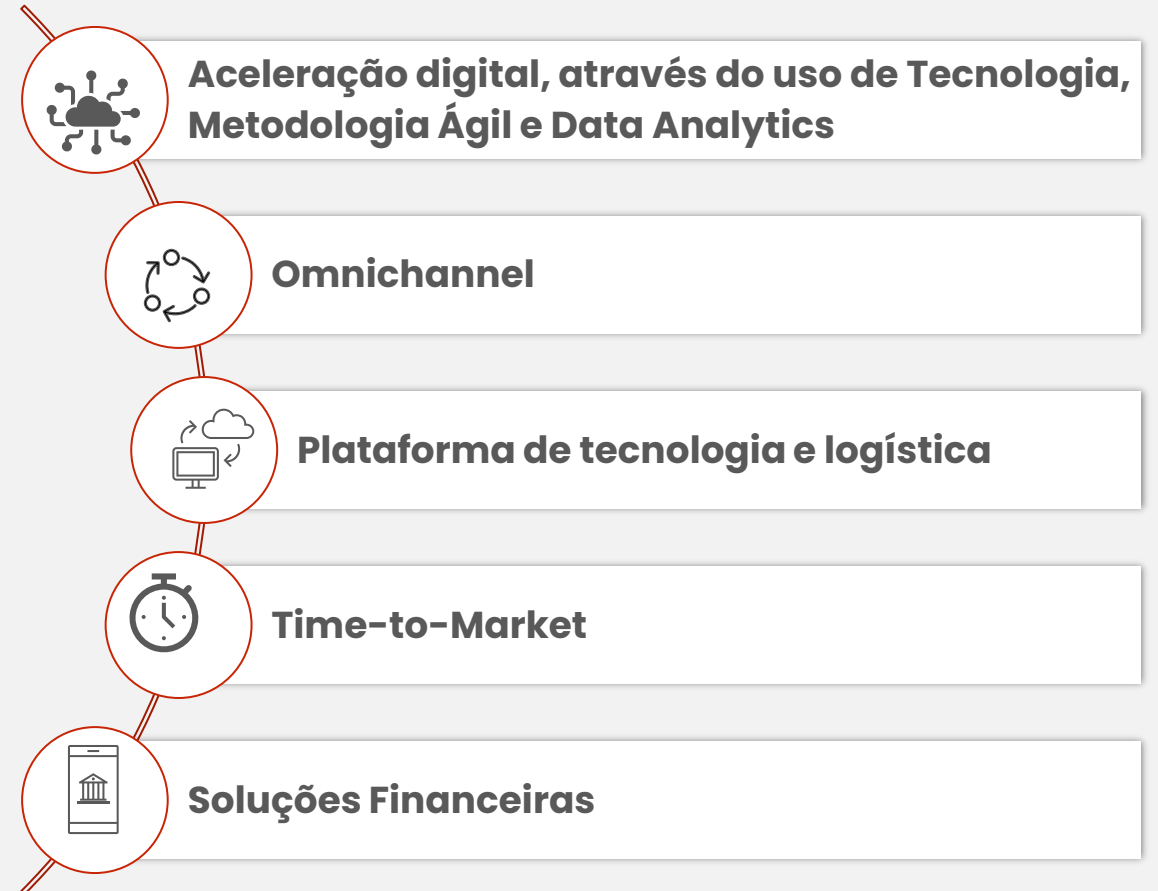 Aceleração digital, através do uso de Tecnologia,
Metodologia Ágil e Data Analytics
Omnichannel
Plataforma de tecnologia e logística
Time-to-Market
Soluções Financeiras